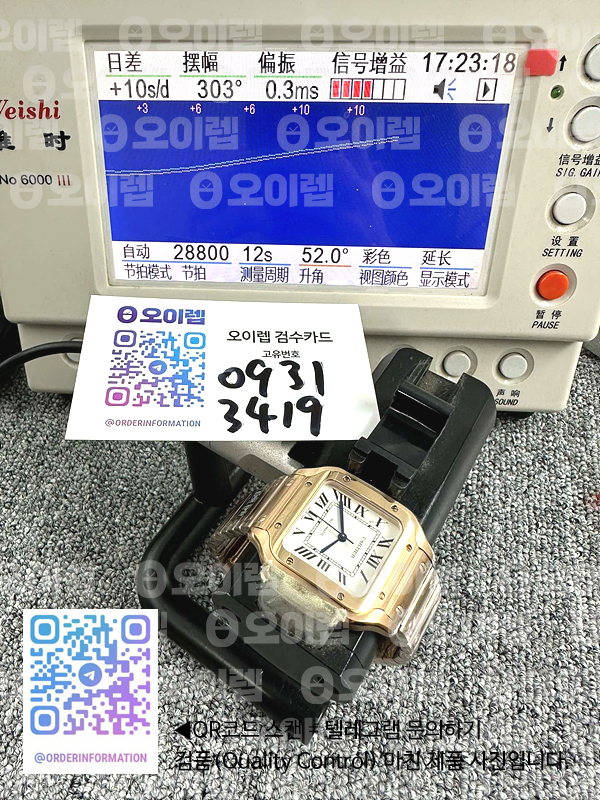 日差 摆幅 偏振 信号增益 17:23:18
+10s/d 303° 0.3ms
+3 +6 +6 +10 +10
Weishi
准 时
No 6000 III
自动 28800 12s 52.0° 彩色 延长
节拍模式 节拍 测量周期 升角 视图颜色 显示模式
信号增益
SIG.GAIN
设置
SETTING
暂停
PAUSE
声响
SOUND
오이렙
오이렙 검수카드
고유번호
0931
3419
@ORDERINFORMATION
CARTIER
@ORDERINFORMATION
◀QR코드 스캔 - 텔레그램 문의하기
검품(Quality Control) 마친 제품 사진입니다.
오이렙